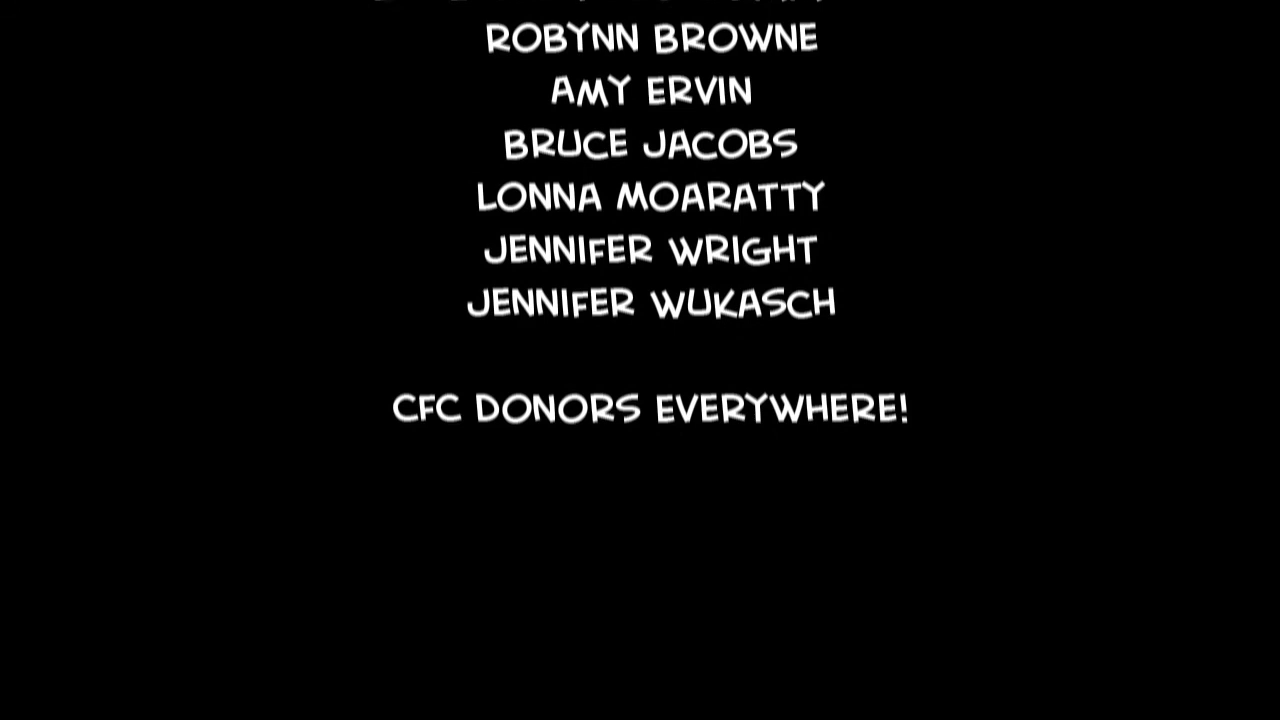 ROBYNN BROWNE
AMY ERVIN
BRUCE JACOBS
LONNA MOARATTY
JENNIFER WRIGHT
JENNIFER WUKASCH
CFC DONORS EVERYWHERE!